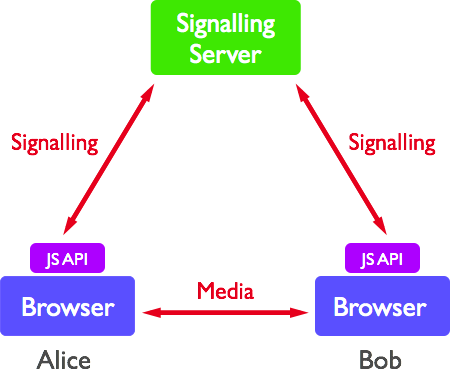 Signalling
Server
Signalling
Signalling
JS API
JS API
Media
Browser
Browser
Alice
Bob